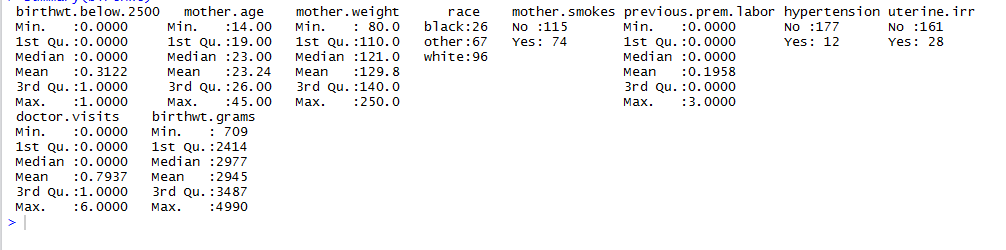 birthwt.below.2500 mother.age mother.weight race mother.smokes previous.prem.labor hypertension uterine.irr
Min. :0.0000 Min. :14.00 Min. : 80.0 black:26 No :115 Min. :0.0000 No :177 No :161
1st Qu.:0.0000 1st Qu.:19.00 1st Qu.:110.0 other:67 Yes: 74 1st Qu.:0.0000 Yes: 12 Yes: 28
Median :0.0000 Median :23.00 Median :121.0 white:96 Median :0.0000
Mean :0.3122 Mean :23.24 Mean :129.8 Mean :0.1958
3rd Qu.:1.0000 3rd Qu.:26.00 3rd Qu.:140.0 3rd Qu.:0.0000
Max. :1.0000 Max. :45.00 Max. :250.0 Max. :3.0000
doctor.visits birthwt.grams
Min. :0.0000 Min. : 709
1st Qu.:0.0000 1st Qu.:2414
Median :0.0000 Median :2977
Mean :0.7937 Mean :2945
3rd Qu.:1.0000 3rd Qu.:3487
Max. :6.0000 Max. :4990
>